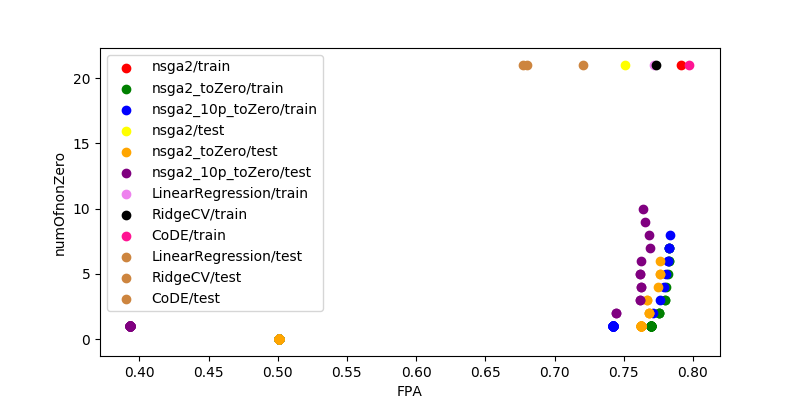 nsga2/train
nsga2_toZero/train
nsga2_10p_toZero/train
nsga2/test
nsga2_toZero/test
nsga2_10p_toZero/test
LinearRegression/train
RidgeCV/train
CoDE/train
LinearRegression/test
RidgeCV/test
CoDE/test
numOfnonZero
20
15
10
5
0
0.40 0.45 0.50 0.55 0.60 0.65 0.70 0.75 0.80
FPA